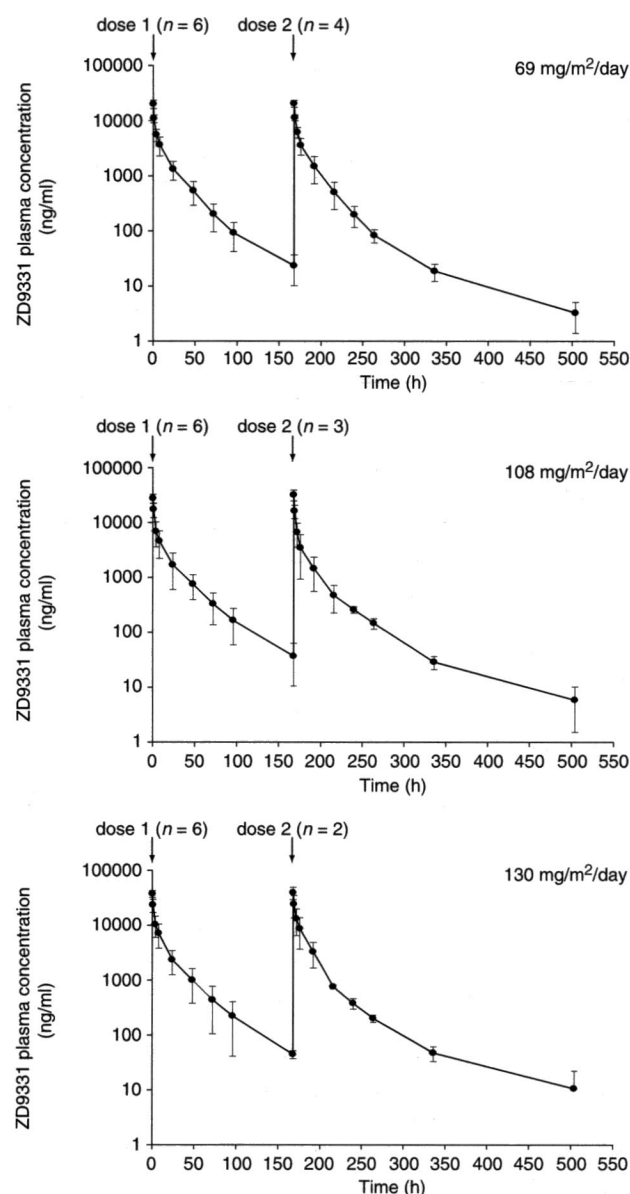 dose 1 (n = 6) dose 2 (n = 4)
69 mg/m²/day
ZD9331 plasma concentration
(ng/ml)
100000
10000
1000
100
10
1
0 50 100 150 200 250 300 350 400 450 500 550
Time (h)
dose 1 (n = 6) dose 2 (n = 3)
108 mg/m²/day
ZD9331 plasma concentration
(ng/ml)
100000
10000
1000
100
10
1
0 50 100 150 200 250 300 350 400 450 500 550
Time (h)
dose 1 (n = 6) dose 2 (n = 2)
130 mg/m²/day
ZD9331 plasma concentration
(ng/ml)
100000
10000
1000
100
10
1
0 50 100 150 200 250 300 350 400 450 500 550
Time (h)